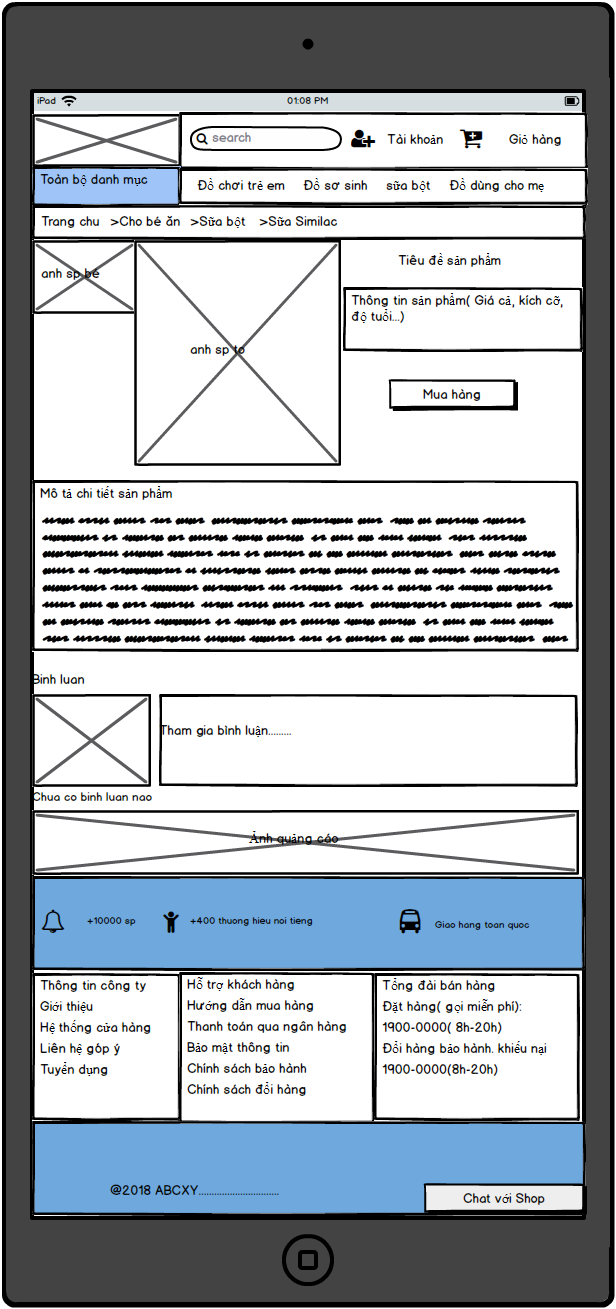 iPad
01:08 PM
search
Tài khoản
Giỏ hàng
Toàn bộ danh mục
Đồ chơi trẻ em
Đồ sơ sinh
sữa bột
Đồ dùng cho mẹ
Trang chu >Cho bé ăn >Sữa bột >Sữa Similac
anh sp be
anh sp to
Tiêu đề sản phẩm
Thông tin sản phẩm( Giá cả, kích cỡ,
độ tuổi...)
Mua hàng
Mô tả chi tiết sản phẩm
Binh luan
Tham gia bình luận.........
Chua co binh luan nao
Ảnh quảng cáo
+10000 sp
+400 thuong hieu noi tieng
Giao hang toan quoc
Thông tin công ty
Giới thiệu
Hệ thống cửa hàng
Liên hệ góp ý
Tuyển dụng
Hỗ trợ khách hàng
Hướng dẫn mua hàng
Thanh toán qua ngân hàng
Bảo mật thông tin
Chính sách bảo hành
Chính sách đổi hàng
Tổng đài bán hàng
Đặt hàng( gọi miễn phí):
1900-0000( 8h-20h)
Đổi hàng bảo hành. khiếu nại
1900-0000(8h-20h)
@2018 ABCXY................................
Chat với Shop